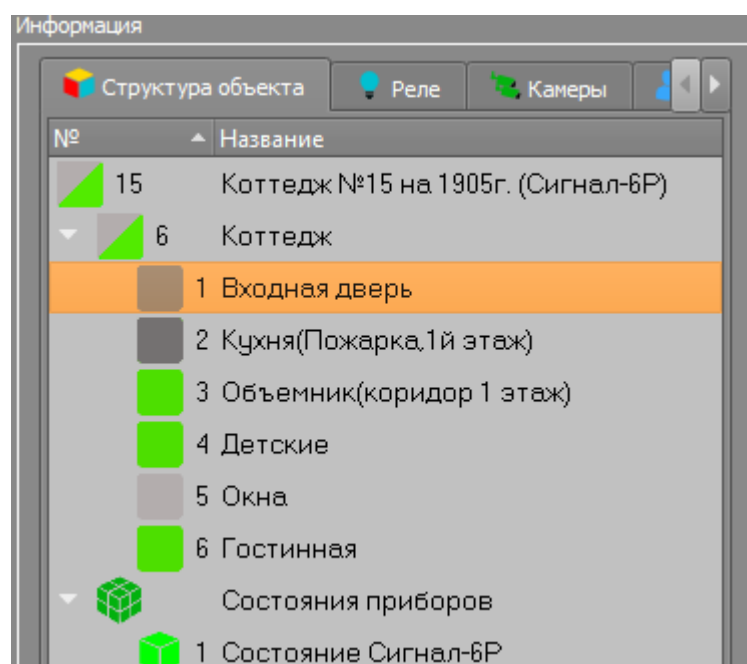 Информация
Структура объекта Реле Камеры
№ Название
15 Коттедж №15 на 1905г. (Сигнал-6Р)
6 Коттедж
1 Входная дверь
2 Кухня(Пожарка,1й этаж)
3 Объемник(коридор 1 этаж)
4 Детские
5 Окна
6 Гостинная
Состояния приборов
1 Состояние Сигнал-6Р